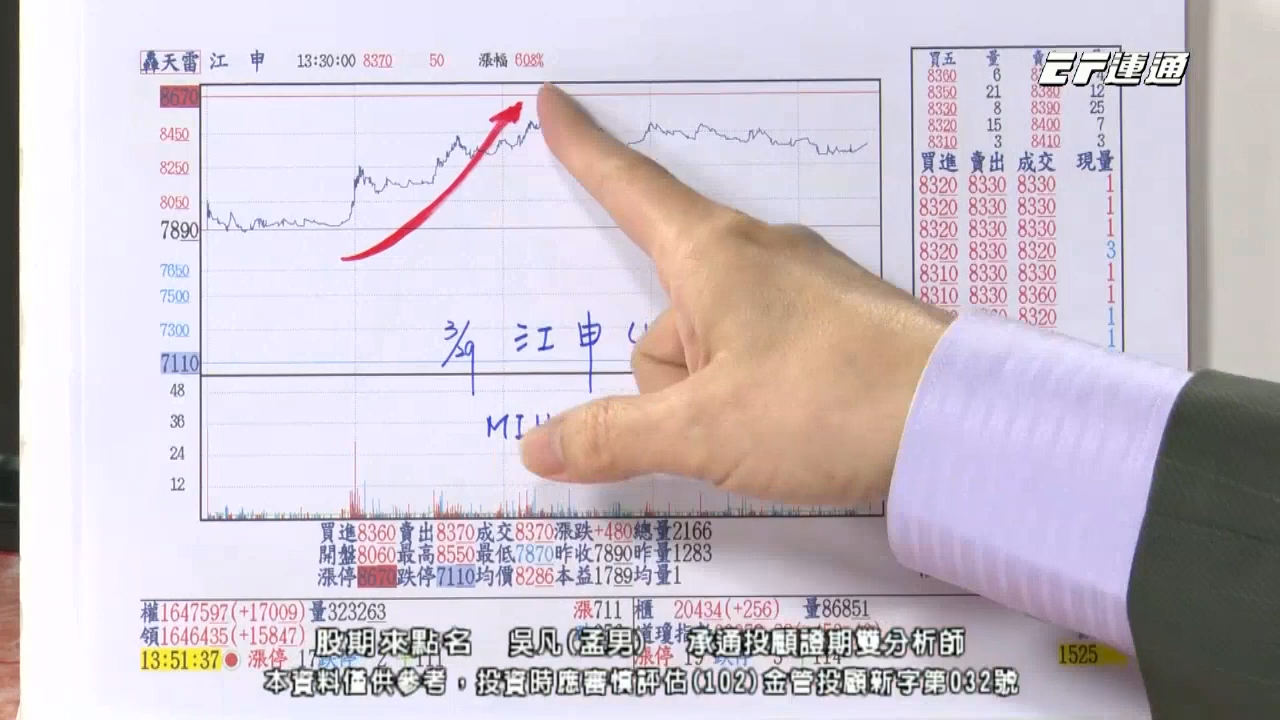 轟天雷 江申 13:30:00 8370 50 漲幅 6.08%
EF連通
買五 量
8360 6 4
8350 21 8380 12
8330 8 8390 25
8320 15 8400 7
8310 3 8410 3
買進 賣出 成交 現量
8320 8330 8330 1
8320 8330 8330 1
8320 8330 8330 1
8320 8330 8320 3
8310 8330 8330 1
8310 8330 8360 1
8320 1
1
8670
8450
8250
8050
7890
7650
7500
7300
7110
48
36
24
12
3/29 江申
買進8360賣出8370成交8370漲跌+480總量2166
開盤8060最高8550最低7870昨收7890昨量1283
漲停8670跌停7110均價8286本益1789均量1
權1647597(+17009)量323263 漲711 櫃 20434(+256) 量86851
領1646435(+15847)
13:51:37 漲停 1525
股期來點名 吳凡(孟男) 承通投顧證期雙分析師
本資料僅供參考，投資時應審慎評估(102)金管投顧新字第032號